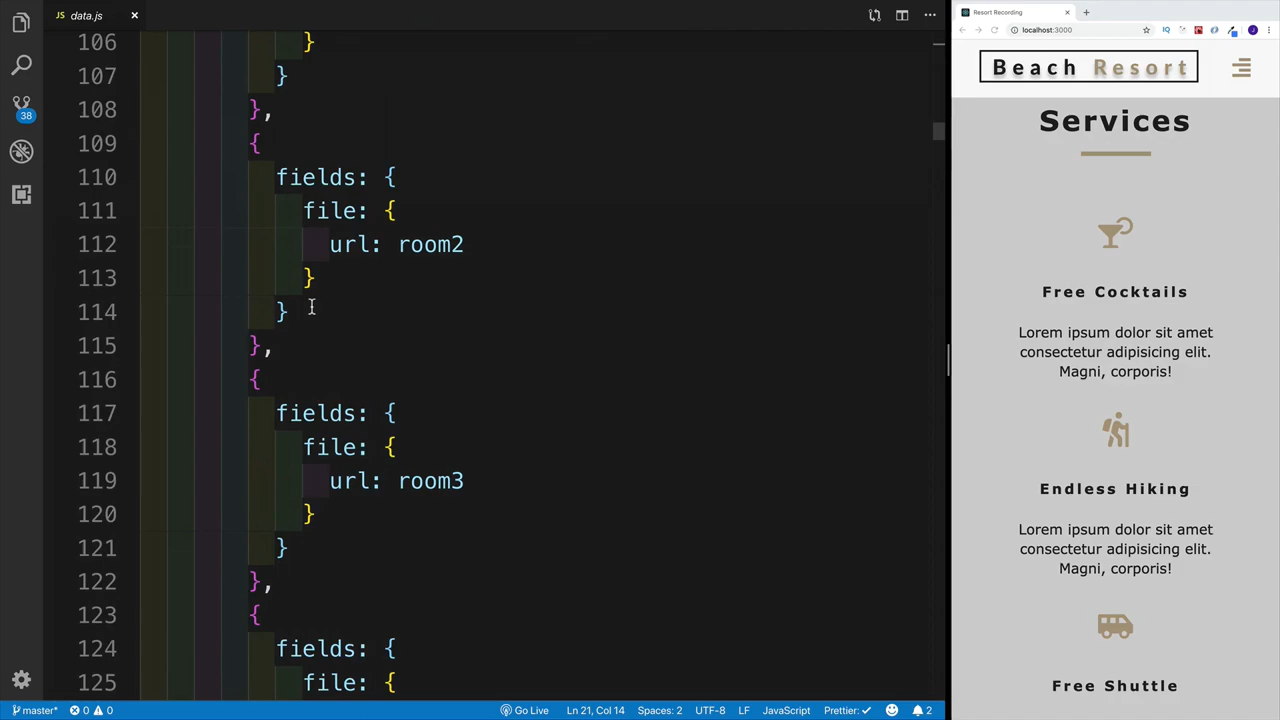 data.js
38
106 }
107 }
108 },
109 {
110 fields: {
111 file: {
112 url: room2
113 }
114 }
115 },
116 {
117 fields: {
118 file: {
119 url: room3
120 }
121 }
122 },
123 {
124 fields: {
125 file: {
master*
0
0
Go Live
Ln 21, Col 14
Spaces: 2
UTF-8
LF
JavaScript
Prettier:
2
Resort Recording
localhost:3000
IQ
J
Beach Resort
Services
Free Cocktails
Lorem ipsum dolor sit amet
consectetur adipisicing elit.
Magni, corporis!
Endless Hiking
Lorem ipsum dolor sit amet
consectetur adipisicing elit.
Magni, corporis!
Free Shuttle